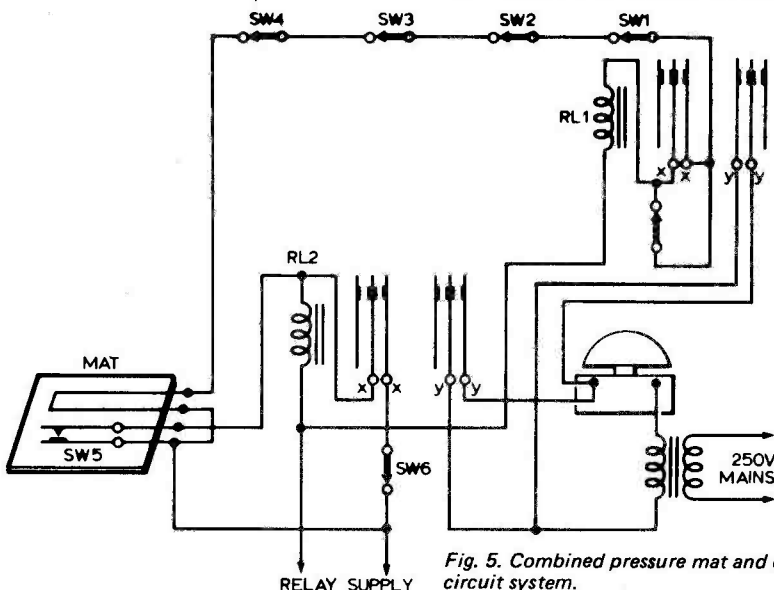 SW4 SW3 SW2 SW1
RL1
x x y y
RL2
MAT
x x y y
SW5
SW6
250V
MAINS
RELAY SUPPLY
Fig. 5. Combined pressure mat and
circuit system.